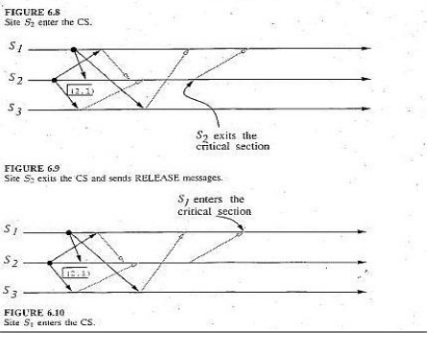 FIGURE 6.8
Site S2 enter the CS.
S1
S2
(2,1)
S3
S2 exits the
critical section
FIGURE 6.9
Site S2 exits the CS and sends RELEASE messages.
S1 enters the
critical section
S1
S2
(2,1)
S3
FIGURE 6.10
Site S1 enters the CS.